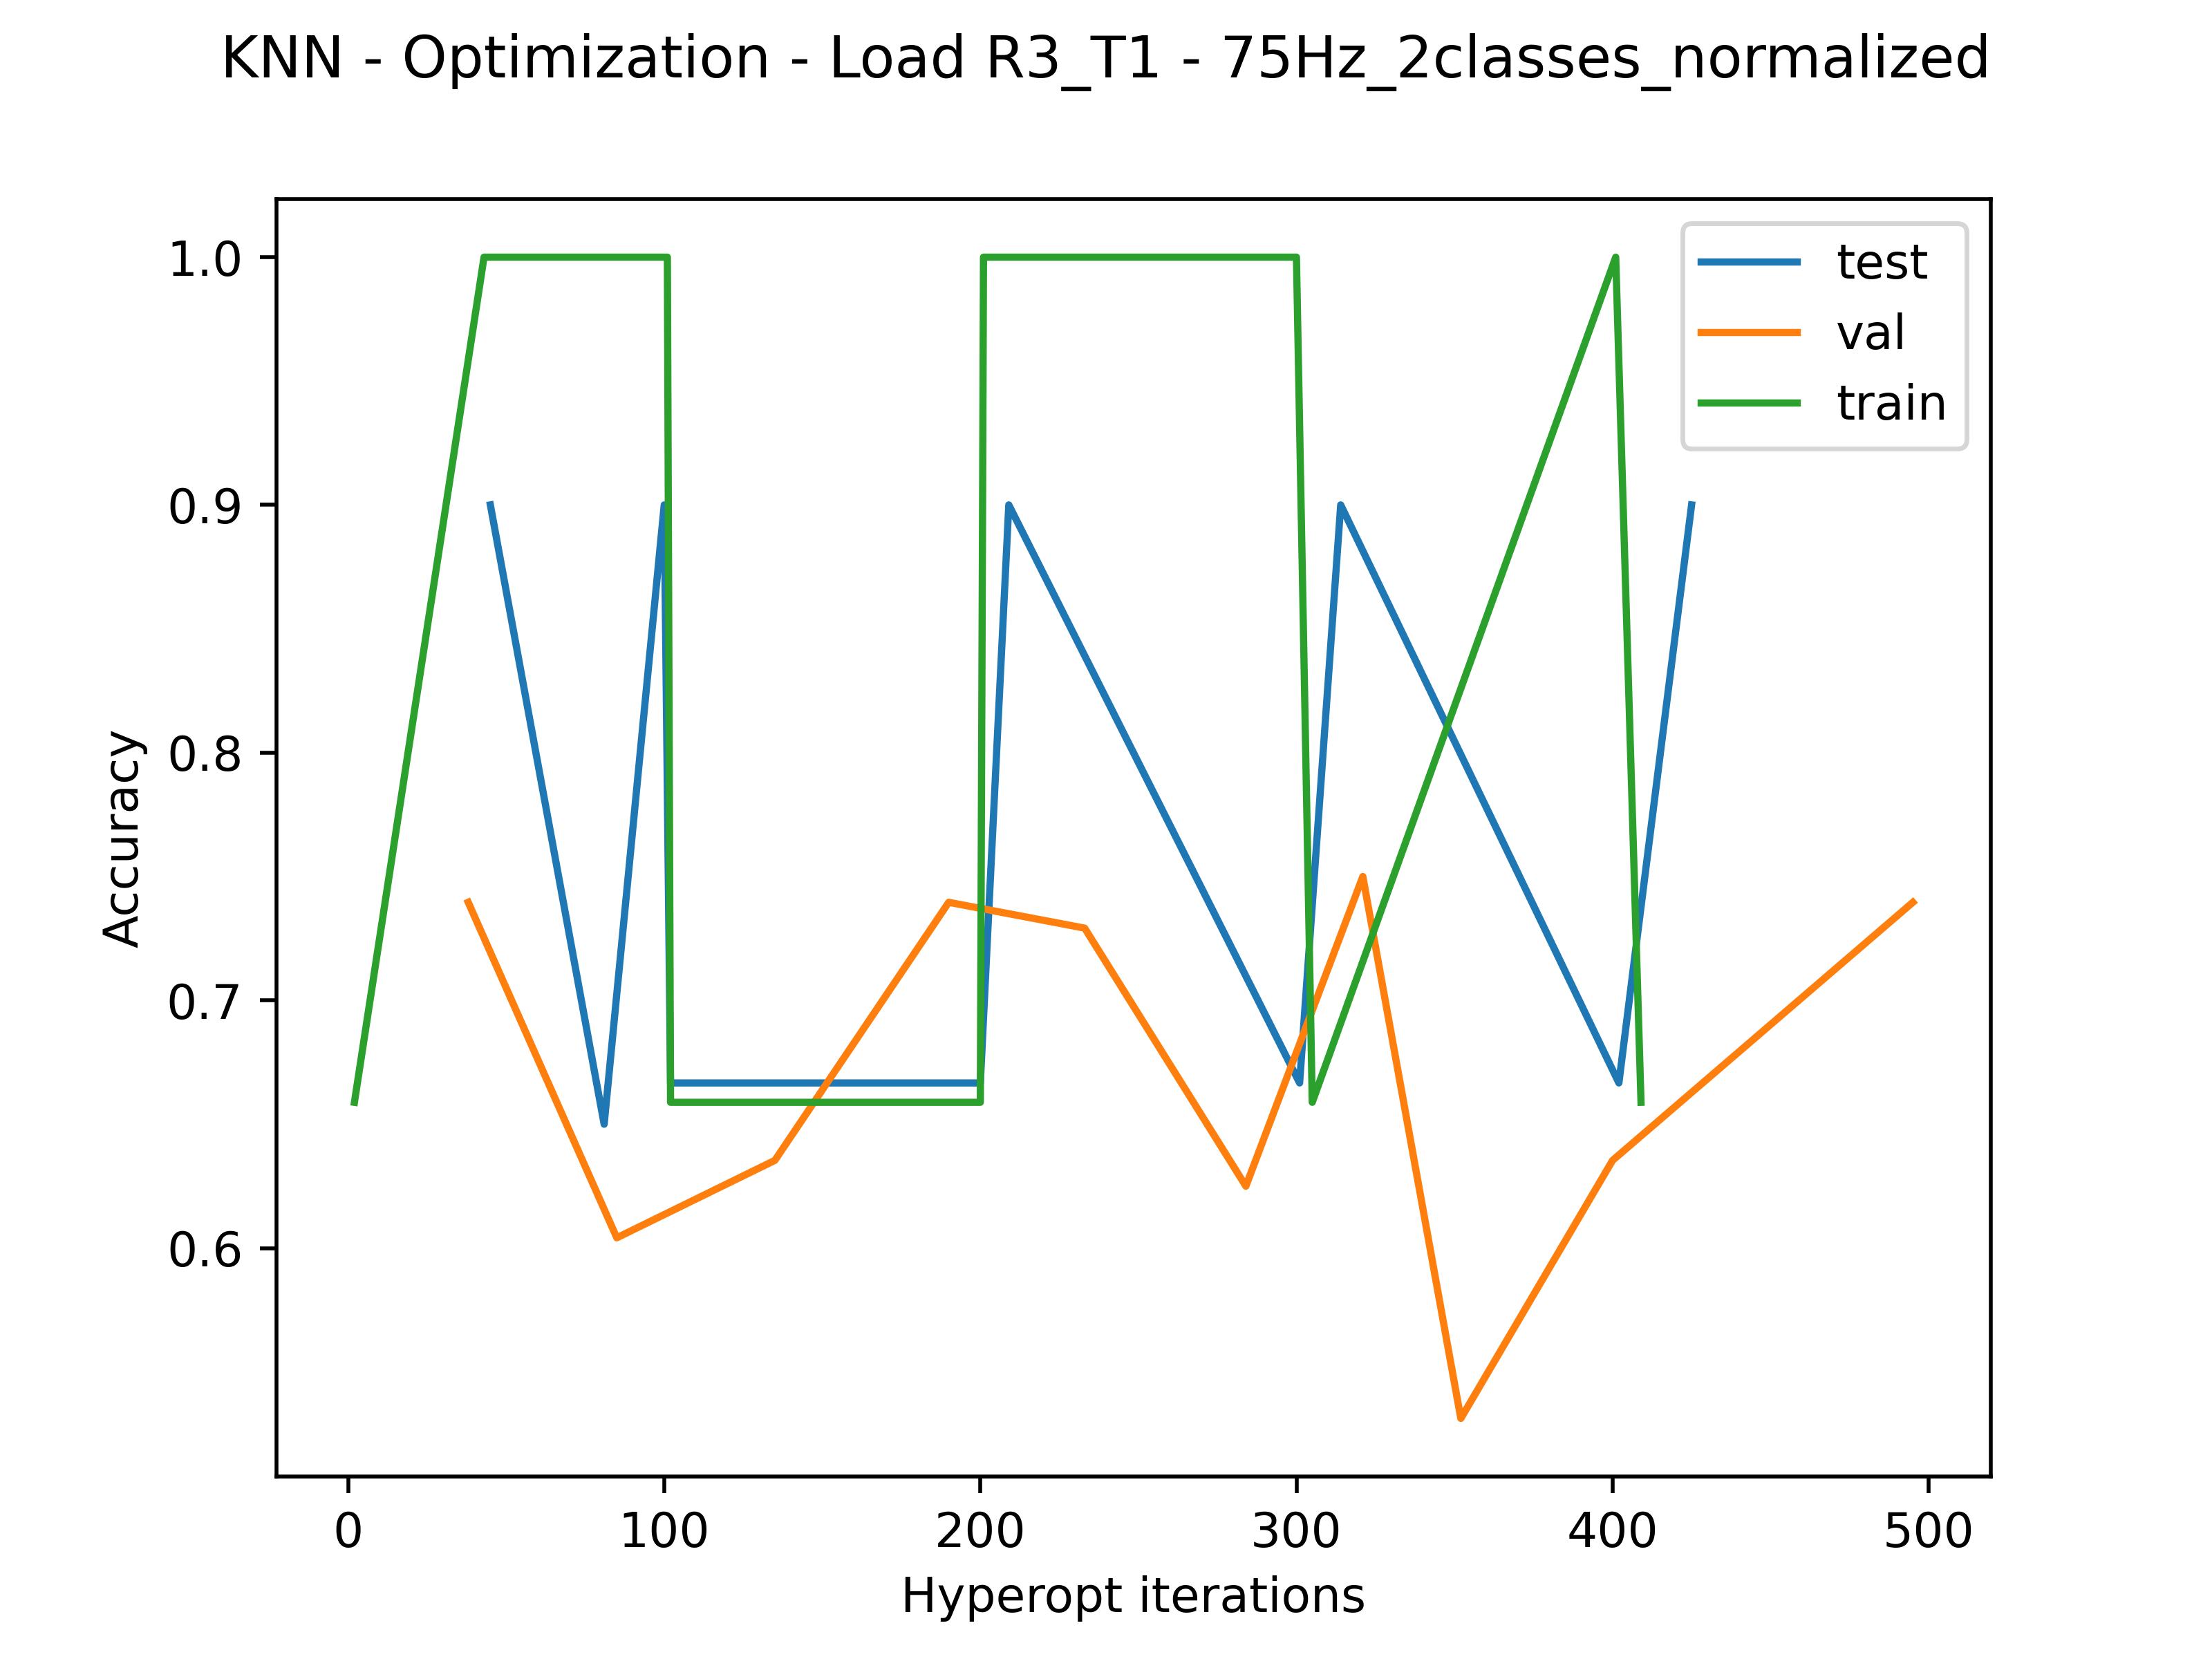 KNN - Optimization - Load R3_T1 - 75Hz_2classes_normalized
1.0
0.9
0.8
0.7
0.6
Accuracy
test
val
train
0 100 200 300 400 500
Hyperopt iterations